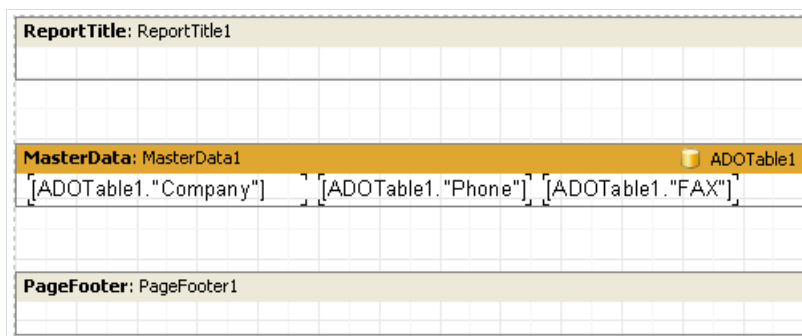 ReportTitle: ReportTitle1
MasterData: MasterData1 ADOTable1
[ADOTable1."Company"] [ADOTable1."Phone"] [ADOTable1."FAX"]
PageFooter: PageFooter1